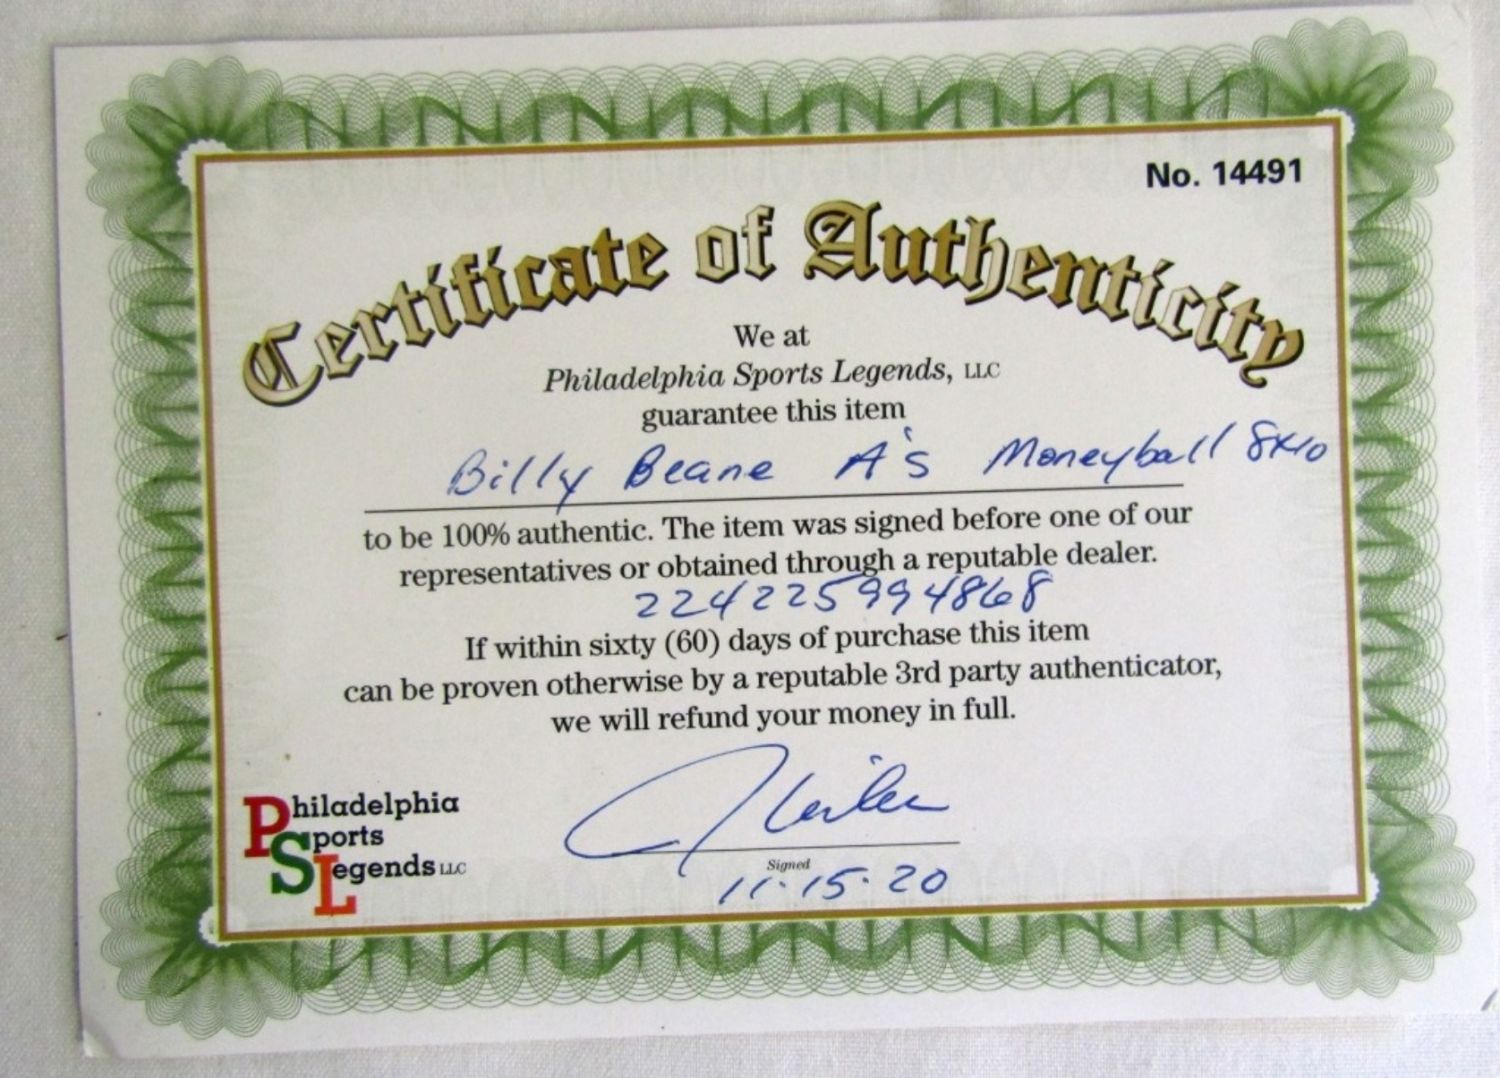 No. 14491
Certificate of Authenticity
We at
Philadelphia Sports Legends, LLC
guarantee this item
Billy Beane A's Moneyball 8x10
to be 100% authentic. The item was signed before one of our
representatives or obtained through a reputable dealer.
224225994868
If within sixty (60) days of purchase this item
can be proven otherwise by a reputable 3rd party authenticator,
we will refund your money in full.
Philadelphia
Sports
Legends LLC
Signed
11.15.20